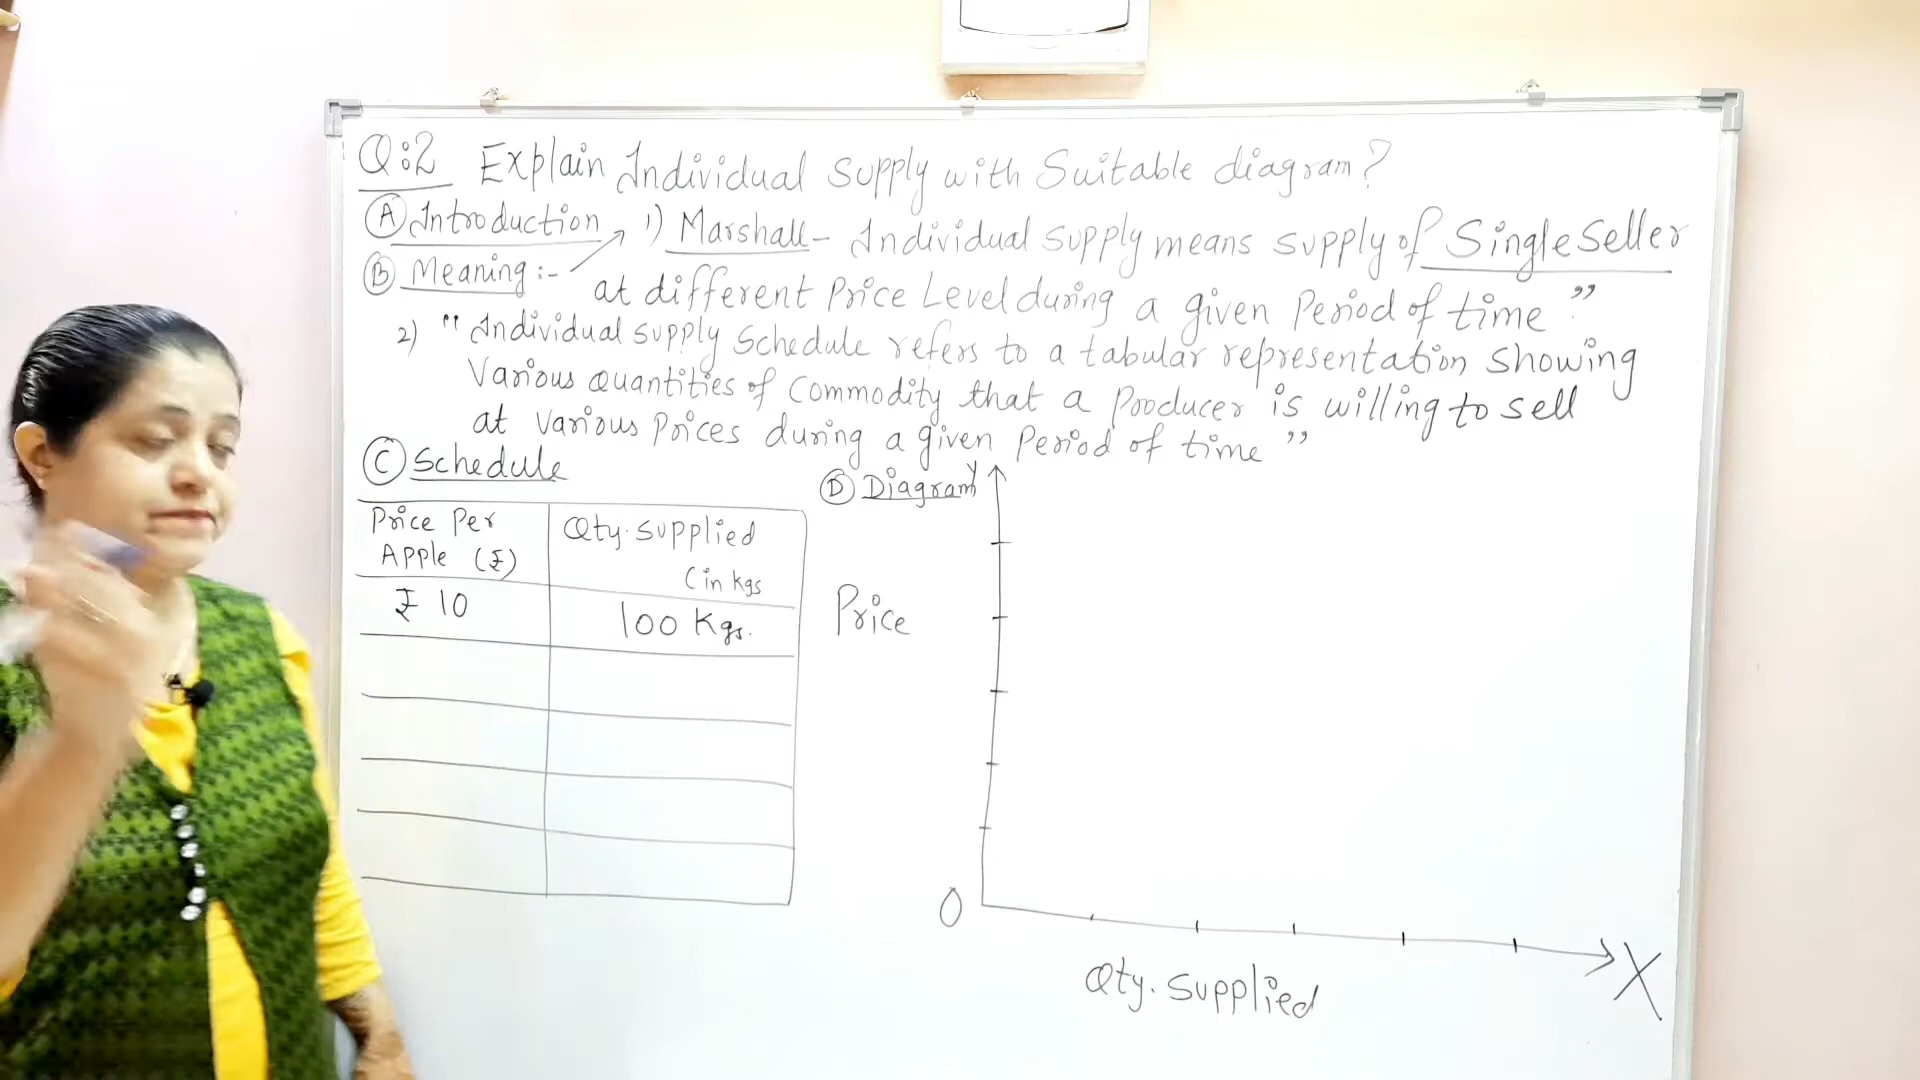 Q:2 Explain Individual Supply with Suitable diagram?
(A) Introduction
1) Marshall - Individual supply means supply of Single Seller
(B) Meaning :-
at different Price Level during a given Period of time"
2) "Individual supply Schedule refers to a tabular representation showing
Various Quantities of Commodity that a Producer is willing to sell
at various Prices during a given Period of time"
(C) Schedule
Price Per Apple (₹)
Qty. Supplied (in kgs
₹ 10
100 Kgs.
(D) Diagram
Y
Price
O
X
Qty. Supplied